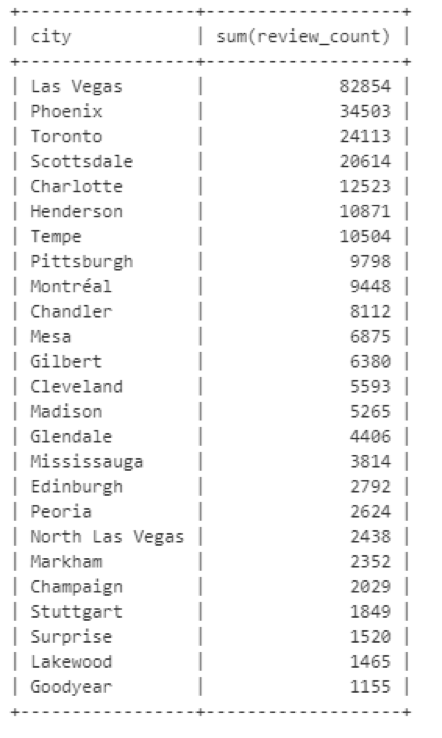 +-----------------+-------------------+
| city            | sum(review_count) |
+-----------------+-------------------+
| Las Vegas       |             82854 |
| Phoenix         |             34503 |
| Toronto         |             24113 |
| Scottsdale      |             20614 |
| Charlotte       |             12523 |
| Henderson       |             10871 |
| Tempe           |             10504 |
| Pittsburgh      |              9798 |
| Montréal        |              9448 |
| Chandler        |              8112 |
| Mesa            |              6875 |
| Gilbert         |              6380 |
| Cleveland       |              5593 |
| Madison         |              5265 |
| Glendale        |              4406 |
| Mississauga     |              3814 |
| Edinburgh       |              2792 |
| Peoria          |              2624 |
| North Las Vegas |              2438 |
| Markham         |              2352 |
| Champaign       |              2029 |
| Stuttgart       |              1849 |
| Surprise        |              1520 |
| Lakewood        |              1465 |
| Goodyear        |              1155 |
+-----------------+-------------------+